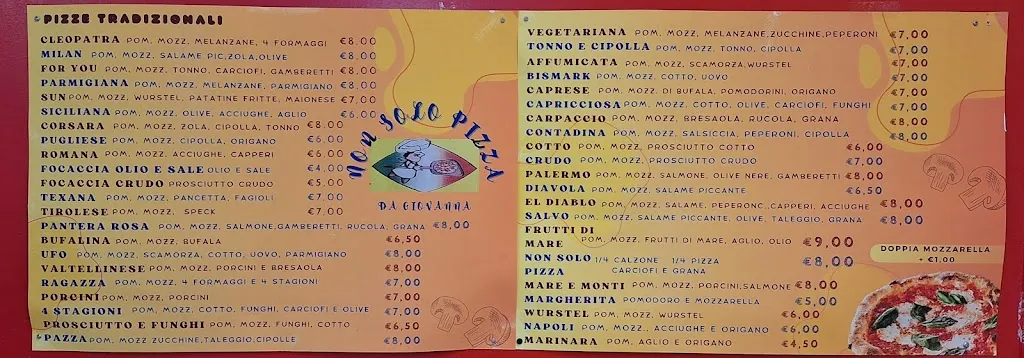 PIZZE TRADIZIONALI
CLEOPATRA POM, MOZZ, MELANZANE, 4 FORMAGGI €8,00
MILAN POM, MOZZ, SALAME PIC,ZOLA,OLIVE €8,00
FOR YOU POM, MOZZ, TONNO, CARCIOFI, GAMBERETTI €8,00
PARMIGIANA POM, MOZZ, MELANZANE, PARMIGIANO €8,00
SUN POM, MOZZ, WURSTEL, PATATINE FRITTE, MAIONESE €7,00
SICILIANA POM, MOZZ, OLIVE, ACCIUGHE, AGLIO €6,00
CORSARA POM, MOZZ, ZOLA, CIPOLLA, TONNO €8,00
PUGLIESE POM, MOZZ, CIPOLLA, ORIGANO €6,00
ROMANA POM, MOZZ, ACCIUGHE, CAPPERI €6,00
FOCACCIA OLIO E SALE OLIO E SALE €4,00
FOCACCIA CRUDO PROSCIUTTO CRUDO €5,00
TEXANA POM, MOZZ, PANCETTA, FAGIOLI €7,00
TIROLESE POM, MOZZ, SPECK €7,00
PANTERA ROSA POM, MOZZ, SALMONE,GAMBERETTI, RUCOLA, GRANA €8,00
BUFALINA POM, MOZZ, BUFALA €6,50
UFO POM, MOZZ, SCAMORZA, COTTO, UOVO, PARMIGIANO €8,00
VALTELLINESE POM, MOZZ, PORCINI E BRESAOLA €8,00
RAGAZZA POM, MOZZ, 4 FORMAGGI E 4 STAGIONI €7,00
PORCINI POM, MOZZ, PORCINI €7,00
4 STAGIONI POM, MOZZ, COTTO, FUNGHI, CARCIOFI E OLIVE €7,00
PROSCIUTTO E FUNGHI POM, MOZZ, FUNGHI, COTTO €6,50
PAZZA POM, MOZZ ZUCCHINE,TALEGGIO,CIPOLLE €8,00
NON SOLO PIZZA
DA GIOVANNA
VEGETARIANA POM, MOZZ, MELANZANE,ZUCCHINE,PEPERONI €7,00
TONNO E CIPOLLA POM, MOZZ, TONNO, CIPOLLA €7,00
AFFUMICATA POM, MOZZ, SCAMORZA,WURSTEL €7,00
BISMARK POM, MOZZ, COTTO, UOVO €7,00
CAPRESE POM, MOZZ. DI BUFALA, POMODORINI, ORIGANO €7,00
CAPRICCIOSA POM, MOZZ, COTTO, OLIVE, CARCIOFI, FUNGHI €7,00
CARPACCIO POM, MOZZ, BRESAOLA, RUCOLA, GRANA €8,00
CONTADINA POM, MOZZ, SALSICCIA, PEPERONI, CIPOLLA €8,00
COTTO POM, MOZZ, PROSCIUTTO COTTO €6,00
CRUDO POM, MOZZ, PROSCIUTTO CRUDO €7,00
PALERMO POM, MOZZ, SALMONE, OLIVE NERE, GAMBERETTI €8,00
DIAVOLA POM, MOZZ, SALAME PICCANTE €6,50
EL DIABLO POM, MOZZ, SALAME, PEPERONC.,CAPPERI, ACCIUGHE €8,00
SALVO POM, MOZZ, SALAME PICCANTE, OLIVE, TALEGGIO, GRANA €8,00
FRUTTI DI
MARE POM, MOZZ, FRUTTI DI MARE, AGLIO, OLIO €9,00
NON SOLO 1/4 CALZONE 1/4 PIZZA €8,00
PIZZA CARCIOFI E GRANA
DOPPIA MOZZARELLA
+ €1,00
MARE E MONTI POM, MOZZ, PORCINI,SALMONE €8,00
MARGHERITA POMODORO E MOZZARELLA €5,00
WURSTEL POM, MOZZ, WURSTEL €6,00
NAPOLI POM, MOZZ., ACCIUGHE E ORIGANO €6,00
MARINARA POM, AGLIO E ORIGANO €4,50